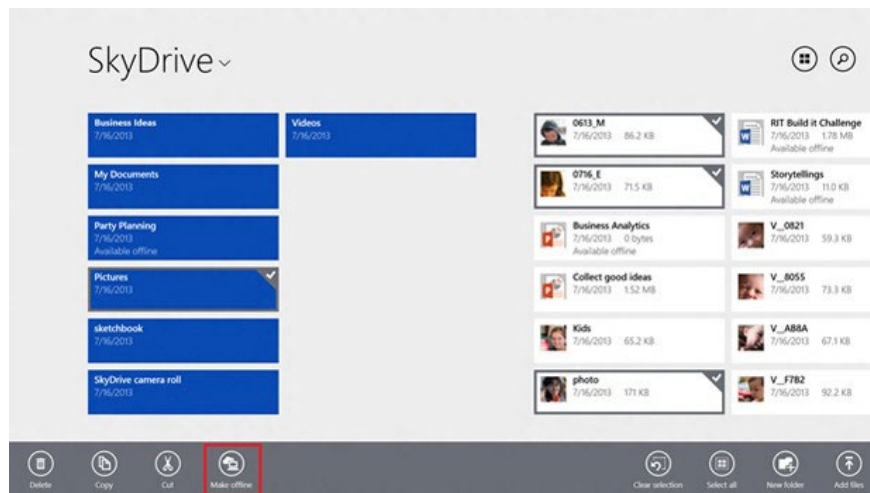 SkyDrive
Business Ideas
7/16/2013
My Documents
7/16/2013
Party Planning
7/16/2013
Available offline
Pictures
7/16/2013
sketchbook
7/16/2013
SkyDrive camera roll
7/16/2013
Videos
7/16/2013
0613_M
7/16/2013 86.2 KB
0716_E
7/16/2013 71.5 KB
Business Analytics
7/16/2013 0 bytes
Available offline
Collect good ideas
7/16/2013 1.52 MB
Kids
7/16/2013 65.2 KB
photo
7/16/2013 171 KB
RIT Build it Challenge
7/16/2013 1.78 MB
Available offline
Storytellings
7/16/2013 11.0 KB
Available offline
V__0821
7/16/2013 59.3 KB
V__8055
7/16/2013 73.3 KB
V__AB8A
7/16/2013 67.1 KB
V__F7B2
7/16/2013 92.2 KB
Delete Copy Cut Make offline Clear selection Select all New folder Add files